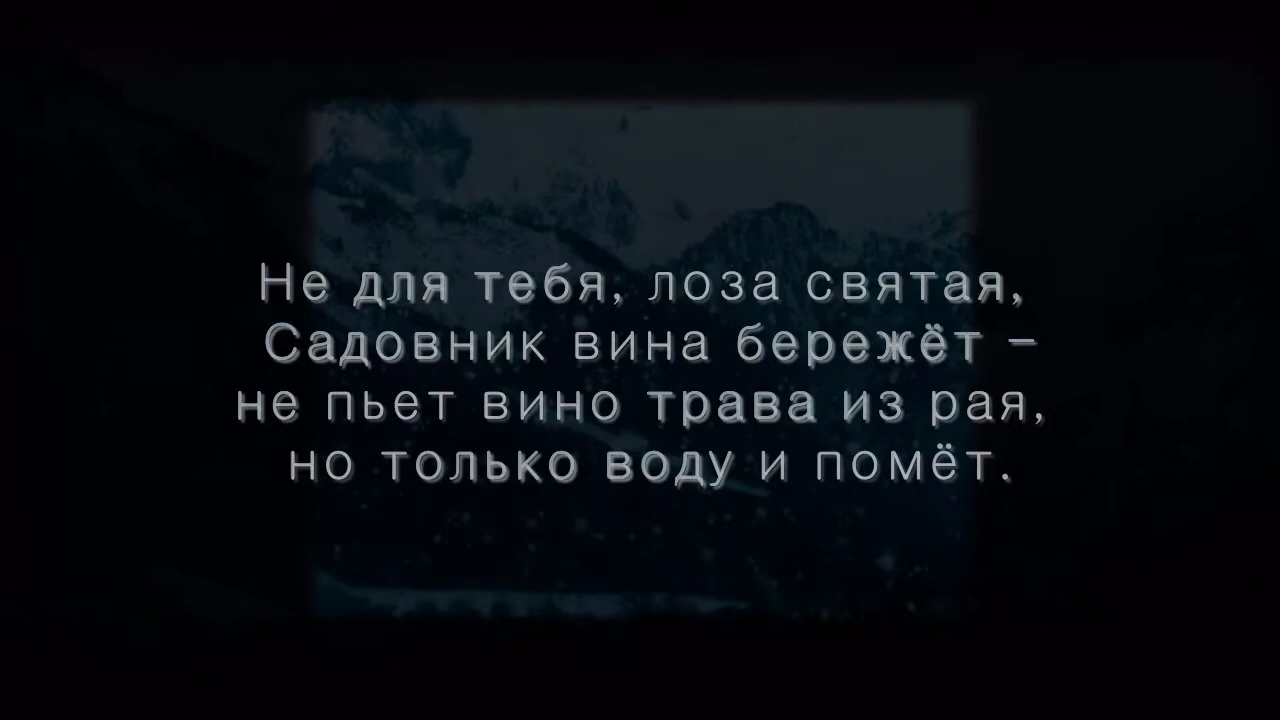 Не для тебя, лоза святая,
Садовник вина бережёт –
не пьет вино трава из рая,
но только воду и помёт.